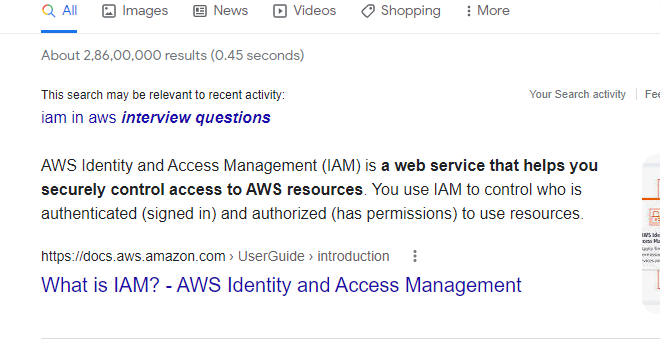 All Images News Videos Shopping More
About 2,86,00,000 results (0.45 seconds)
This search may be relevant to recent activity:
Your Search activity
iam in aws interview questions
AWS Identity and Access Management (IAM) is a web service that helps you
securely control access to AWS resources. You use IAM to control who is
authenticated (signed in) and authorized (has permissions) to use resources.
https://docs.aws.amazon.com › UserGuide › introduction
What is IAM? - AWS Identity and Access Management